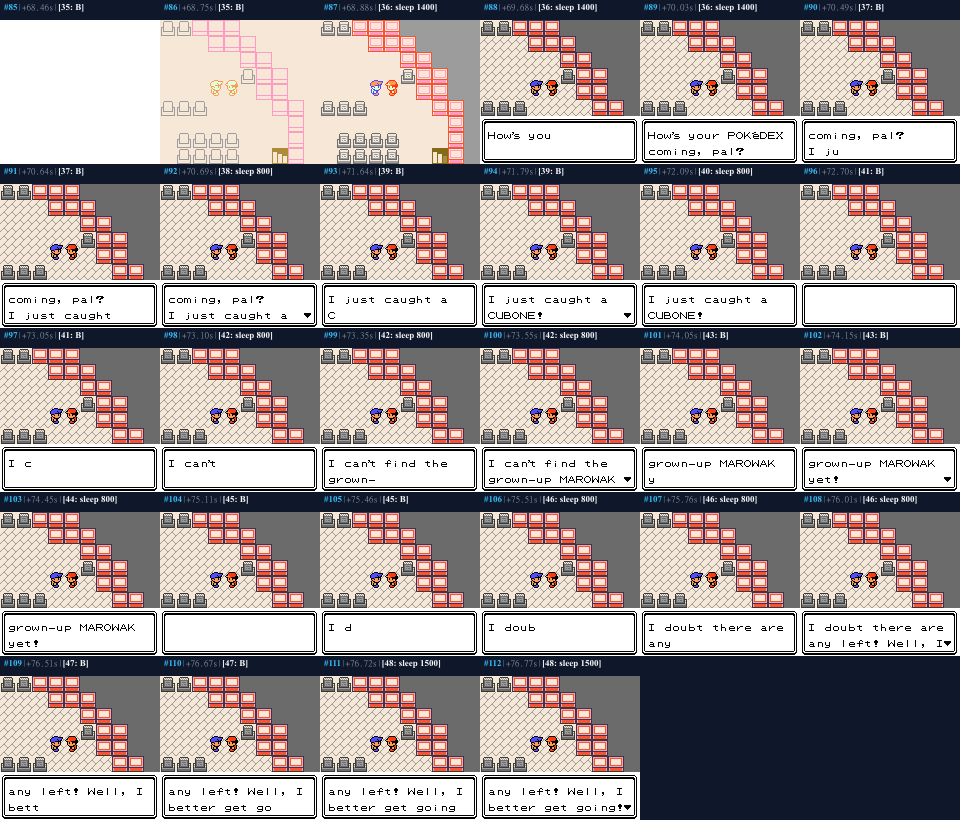 #85|+68.46s|[35: B]
#86|+68.75s|[35: B]
#87|+68.88s|[36: sleep 1400]
#88|+69.68s|[36: sleep 1400]
#89|+70.03s|[36: sleep 1400]
#90|+70.49s|[37: B]
How's you
How's your POKéDEX
coming, pal?
coming, pal?
I ju
#91|+70.64s|[37: B]
#92|+70.69s|[38: sleep 800]
#93|+71.64s|[39: B]
#94|+71.79s|[39: B]
#95|+72.09s|[40: sleep 800]
#96|+72.70s|[41: B]
coming, pal?
I just caught
coming, pal?
I just caught a
I just caught a
C
I just caught a
CUBONE!
I just caught a
CUBONE!
#97|+73.05s|[41: B]
#98|+73.10s|[42: sleep 800]
#99|+73.35s|[42: sleep 800]
#100|+73.55s|[42: sleep 800]
#101|+74.05s|[43: B]
#102|+74.15s|[43: B]
I c
I can't
I can't find the
grown-
I can't find the
grown-up MAROWAK
grown-up MAROWAK
y
grown-up MAROWAK
yet!
#103|+74.45s|[44: sleep 800]
#104|+75.11s|[45: B]
#105|+75.46s|[45: B]
#106|+75.51s|[46: sleep 800]
#107|+75.76s|[46: sleep 800]
#108|+76.01s|[46: sleep 800]
grown-up MAROWAK
yet!
I d
I doub
I doubt there are
any
I doubt there are
any left! Well, I
#109|+76.51s|[47: B]
#110|+76.67s|[47: B]
#111|+76.72s|[48: sleep 1500]
#112|+76.77s|[48: sleep 1500]
any left! Well, I
bett
any left! Well, I
better get go
any left! Well, I
better get going
any left! Well, I
better get going!